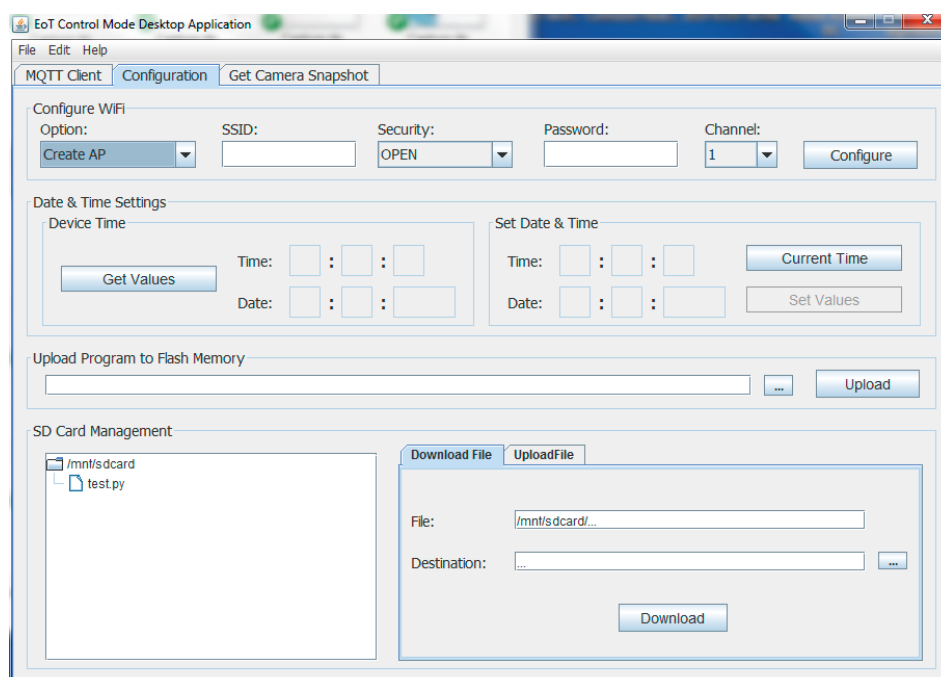 EoT Control Mode Desktop Application
File Edit Help
MQTT Client Configuration Get Camera Snapshot
Configure WiFi
Option: SSID: Security: Password: Channel:
Create AP OPEN 1 Configure
Date & Time Settings
Device Time Set Date & Time
Time: : : Time: : : Current Time
Get Values
Date: : : Date: : : Set Values
Upload Program to Flash Memory
... Upload
SD Card Management
/mnt/sdcard
test.py
Download File UploadFile
File: /mnt/sdcard/...
Destination: ... ...
Download